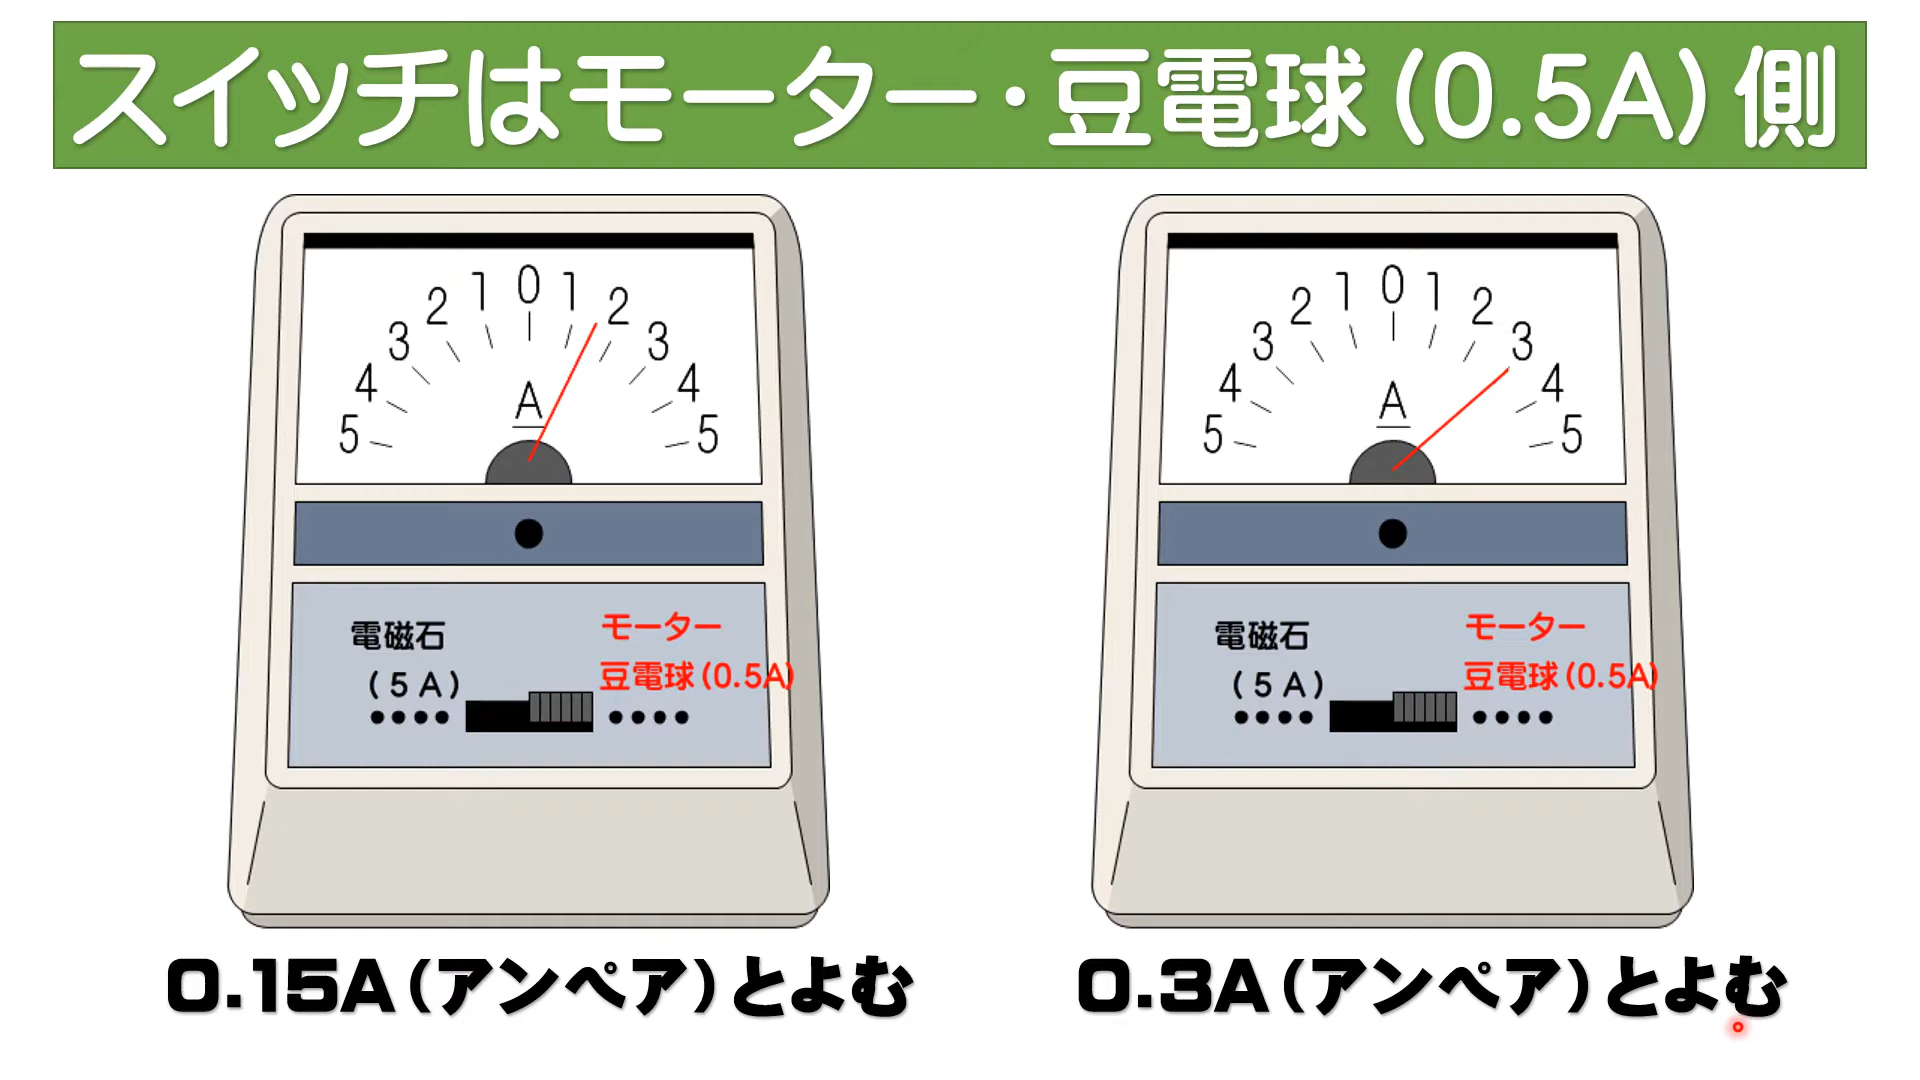 スイッチはモーター・豆電球(0.5A)側
5 4 3 2 1 0 1 2 3 4 5
A
電磁石
(5A)
モーター
豆電球(0.5A)
0.15A(アンペア)とよむ
5 4 3 2 1 0 1 2 3 4 5
A
電磁石
(5A)
モーター
豆電球(0.5A)
0.3A(アンペア)とよむ